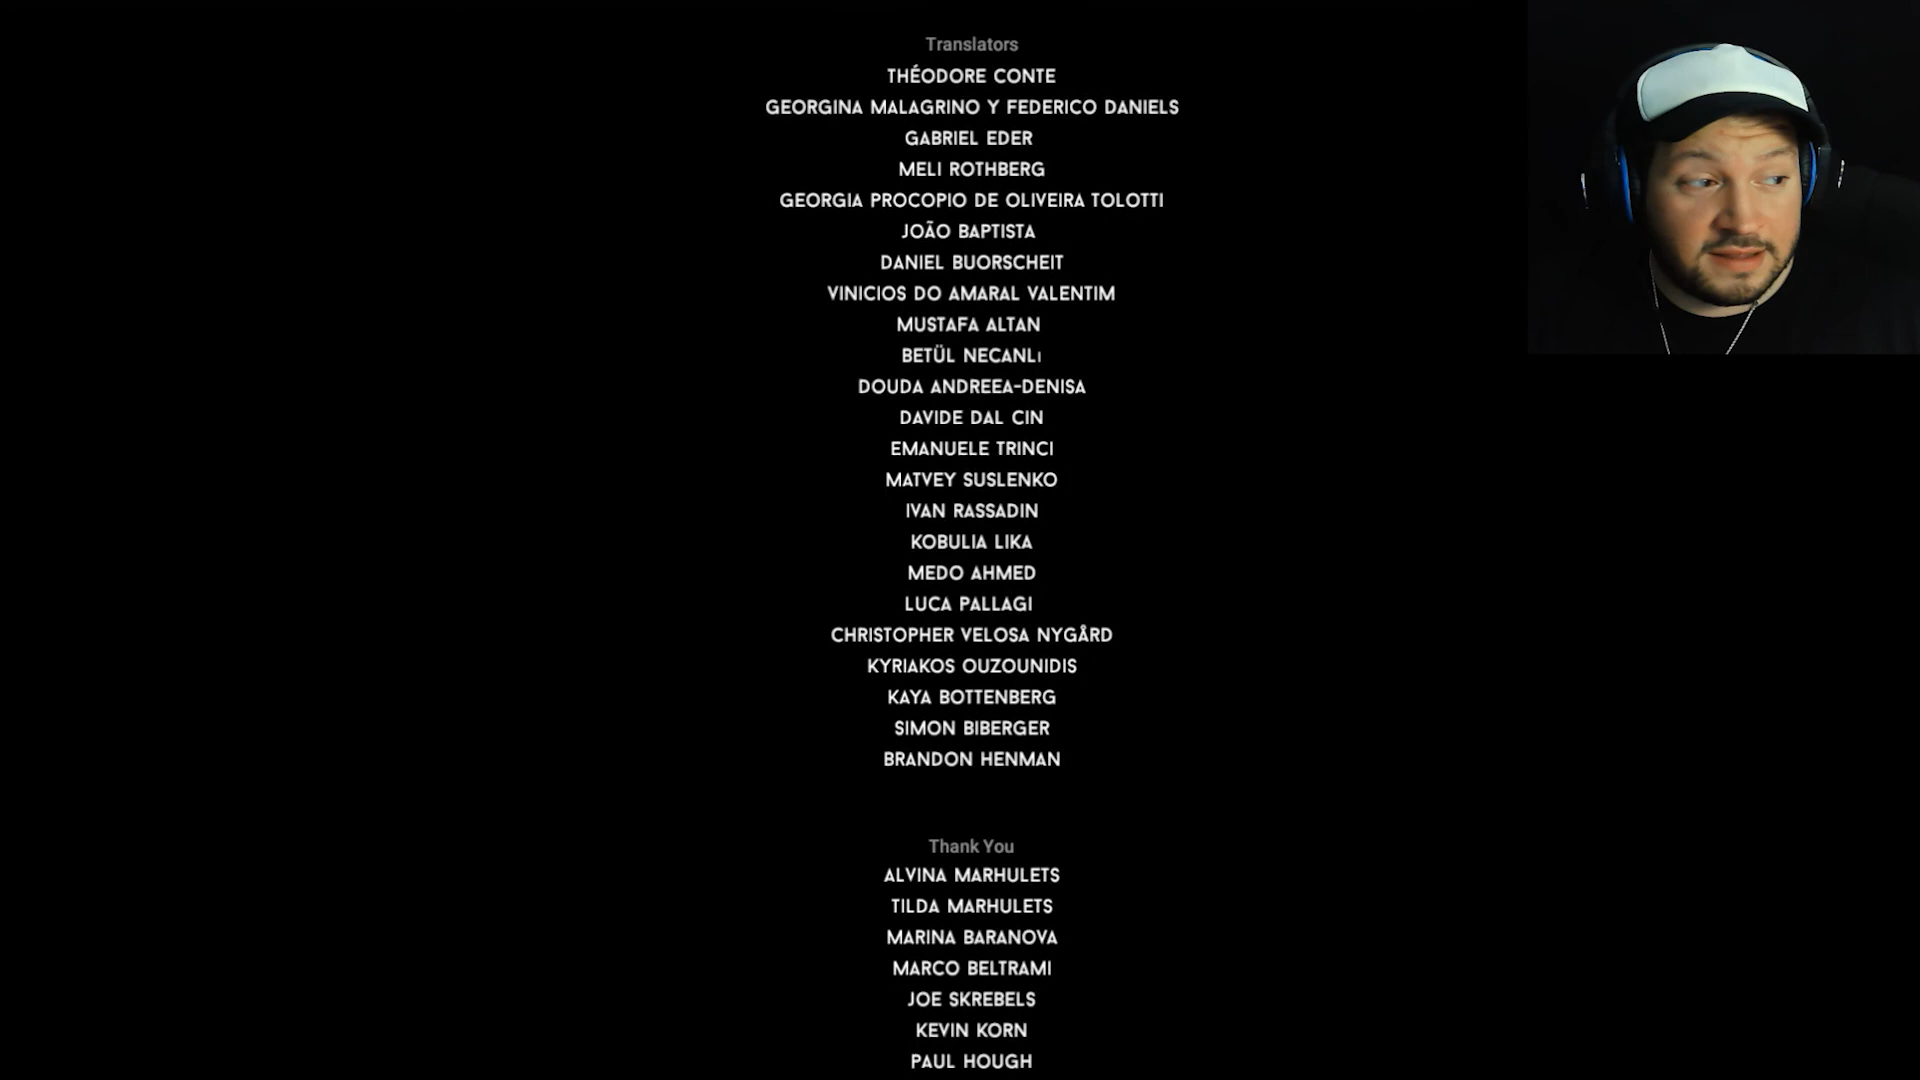 Translators
THÉODORE CONTE
GEORGINA MALAGRINO Y FEDERICO DANIELS
GABRIEL EDER
MELI ROTHBERG
GEORGIA PROCOPIO DE OLIVEIRA TOLOTTI
JOÃO BAPTISTA
DANIEL BUORSCHEIT
VINICIOS DO AMARAL VALENTIM
MUSTAFA ALTAN
BETÜL NECANLı
DOUDA ANDREEA-DENISA
DAVIDE DAL CIN
EMANUELE TRINCI
MATVEY SUSLENKO
IVAN RASSADIN
KOBULIA LIKA
MEDO AHMED
LUCA PALLAGI
CHRISTOPHER VELOSA NYGÅRD
KYRIAKOS OUZOUNIDIS
KAYA BOTTENBERG
SIMON BIBERGER
BRANDON HENMAN
Thank You
ALVINA MARHULETS
TILDA MARHULETS
MARINA BARANOVA
MARCO BELTRAMI
JOE SKREBELS
KEVIN KORN
PAUL HOUGH